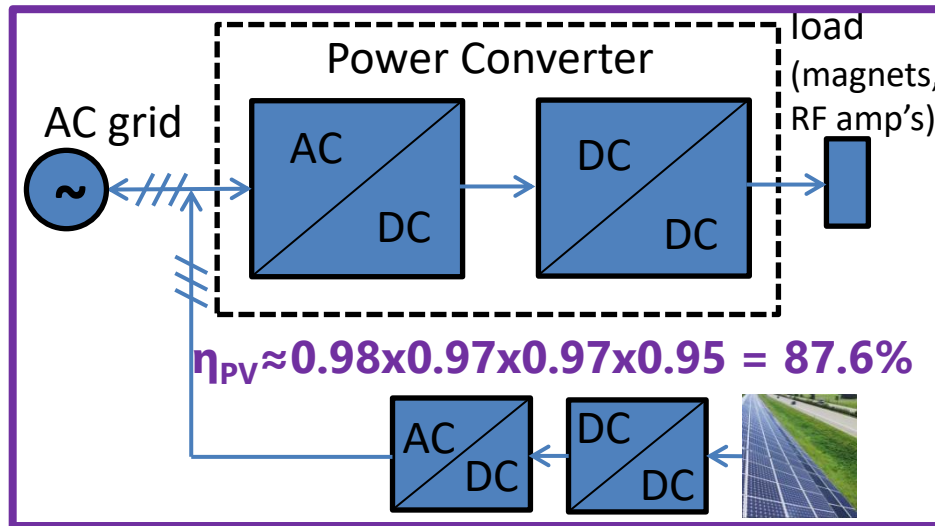 load
(magnets,
RF amp's)
Power Converter
AC grid
~
AC
DC
DC
DC
ηPV≈0.98x0.97x0.97x0.95 = 87.6%
AC
DC
DC
DC